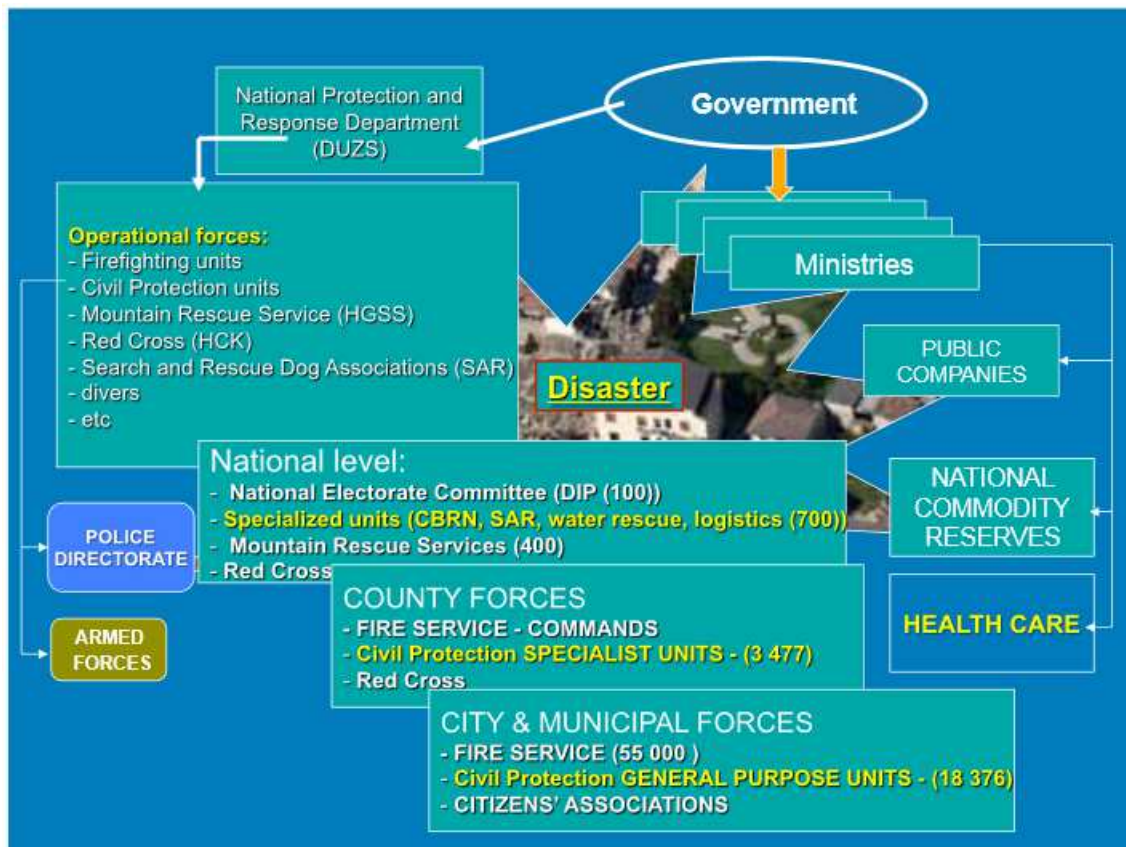 National Protection and
Response Department
(DUZS)
Government
Operational forces:
- Firefighting units
- Civil Protection units
- Mountain Rescue Service (HGSS)
- Red Cross (HCK)
- Search and Rescue Dog Associations (SAR)
- divers
- etc
Ministries
PUBLIC
COMPANIES
Disaster
National level:
- National Electorate Committee (DIP (100))
- Specialized units (CBRN, SAR, water rescue, logistics (700))
- Mountain Rescue Services (400)
- Red Cross
NATIONAL
COMMODITY
RESERVES
POLICE
DIRECTORATE
COUNTY FORCES
- FIRE SERVICE - COMMANDS
- Civil Protection SPECIALIST UNITS - (3 477)
- Red Cross
HEALTH CARE
ARMED
FORCES
CITY & MUNICIPAL FORCES
- FIRE SERVICE (55 000 )
- Civil Protection GENERAL PURPOSE UNITS - (18 376)
- CITIZENS’ ASSOCIATIONS